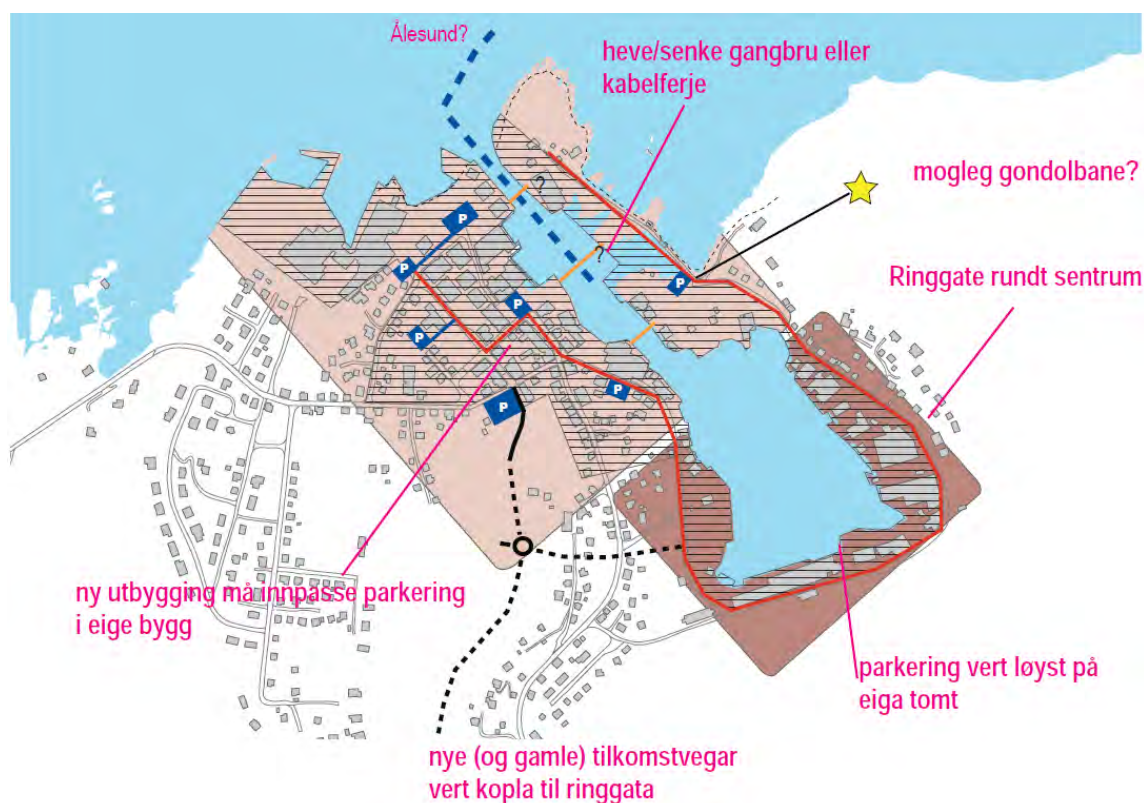 Ålesund?
heve/senke gangbru eller
kabelferje
mogleg gondolbane?
?
P
?
P
P
Ringgate rundt sentrum
P
P
P
P
ny utbygging må innpasse parkering
i eige bygg
parkering vert løyst på
eiga tomt
nye (og gamle) tilkomstvegar
vert kopla til ringgata